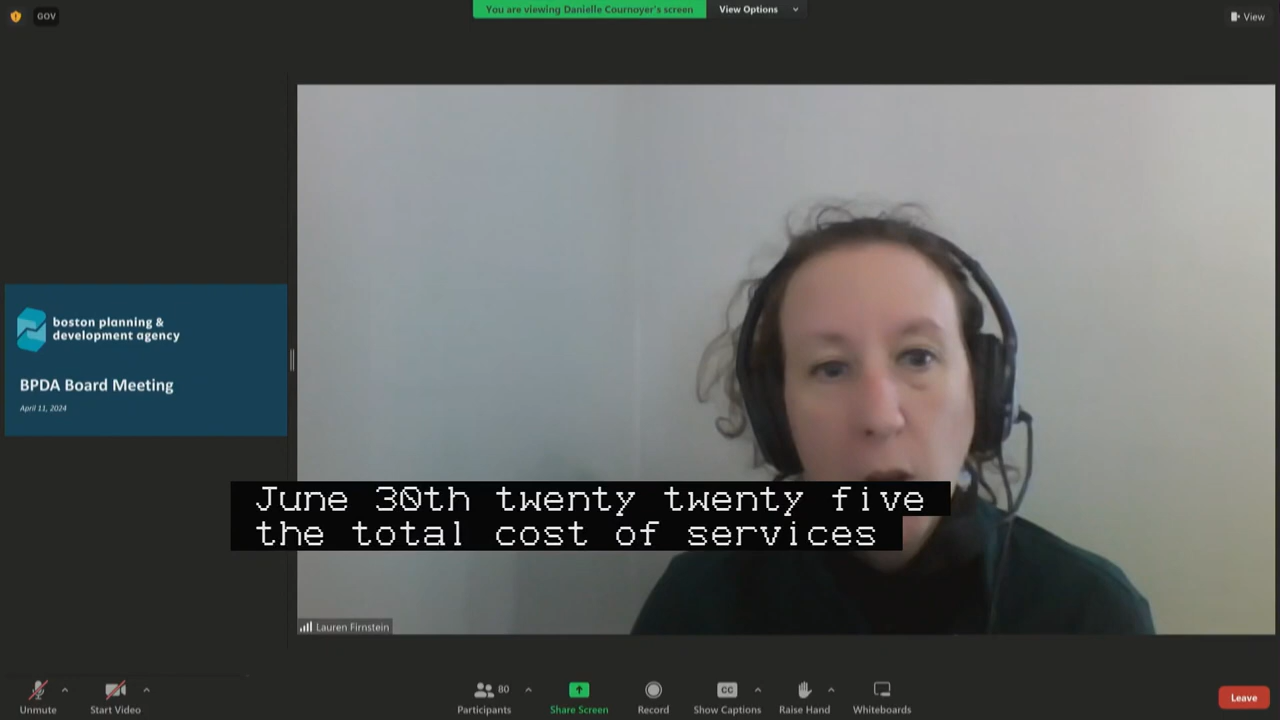 GOV
You are viewing Danielle Cournoyer's screen
View Options
View
boston planning &
development agency
BPDA Board Meeting
April 11, 2024
June 30th twenty twenty five
the total cost of services
Lauren Firnstein
Unmute
Start Video
Participants
80
Share Screen
Record
CC
Show Captions
Raise Hand
Whiteboards
Leave